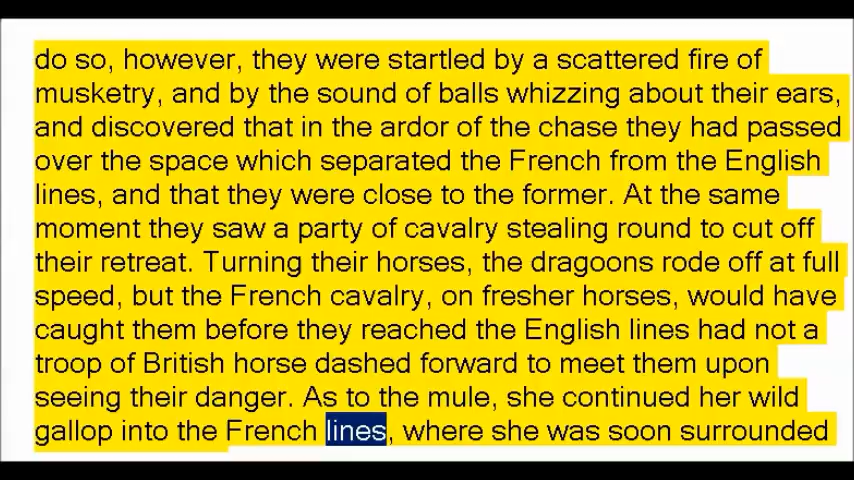 do so, however, they were startled by a scattered fire of
musketry, and by the sound of balls whizzing about their ears,
and discovered that in the ardor of the chase they had passed
over the space which separated the French from the English
lines, and that they were close to the former. At the same
moment they saw a party of cavalry stealing round to cut off
their retreat. Turning their horses, the dragoons rode off at full
speed, but the French cavalry, on fresher horses, would have
caught them before they reached the English lines had not a
troop of British horse dashed forward to meet them upon
seeing their danger. As to the mule, she continued her wild
gallop into the French lines, where she was soon surrounded